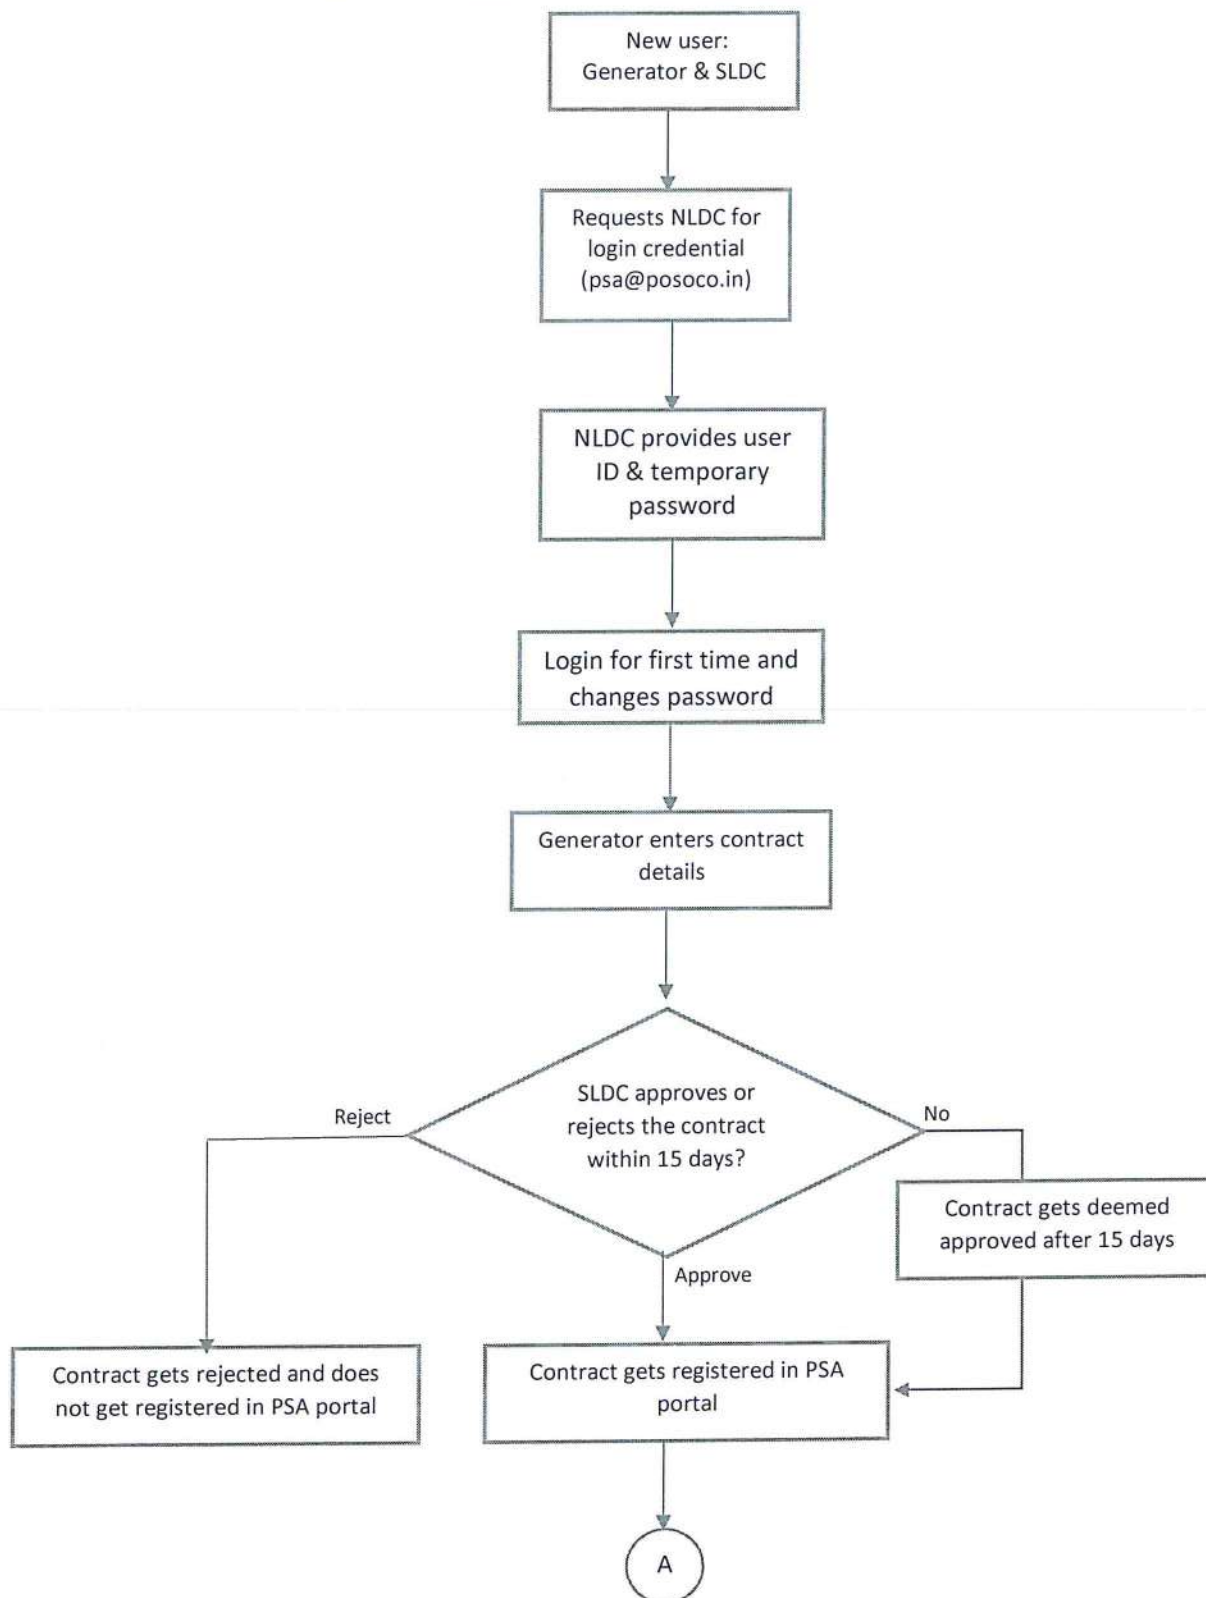 New user:
Generator & SLDC
Requests NLDC for
login credential
(psa@posoco.in)
NLDC provides user
ID & temporary
password
Login for first time and
changes password
Generator enters contract
details
SLDC approves or
rejects the contract
within 15 days?
Reject
No
Contract gets deemed
approved after 15 days
Approve
Contract gets rejected and does
not get registered in PSA portal
Contract gets registered in PSA
portal
A